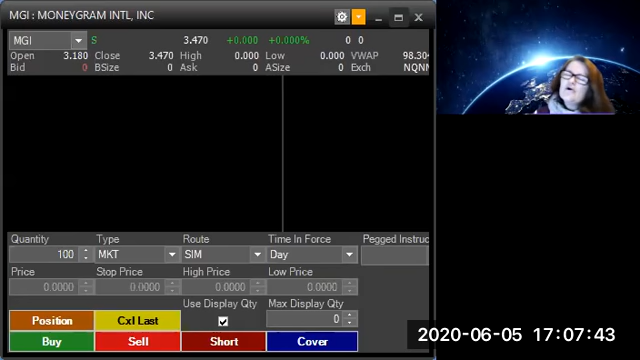 MGI : MONEYGRAM INTL, INC
MGI S 3.470 +0.000 +0.000% 0 0
Open 3.180 Close 3.470 High 0.000 Low 0.000 VWAP 98.30
Bid 0 BSize 0 Ask 0 ASize 0 Exch NQNM
Quantity Type Route Time In Force Pegged Instruc
100 MKT SIM Day
Price Stop Price High Price Low Price
0.0000 0.0000 0.0000 0.0000
Use Display Qty Max Display Qty
Position Cxl Last 0
Buy Sell Short Cover
2020-06-05 17:07:43